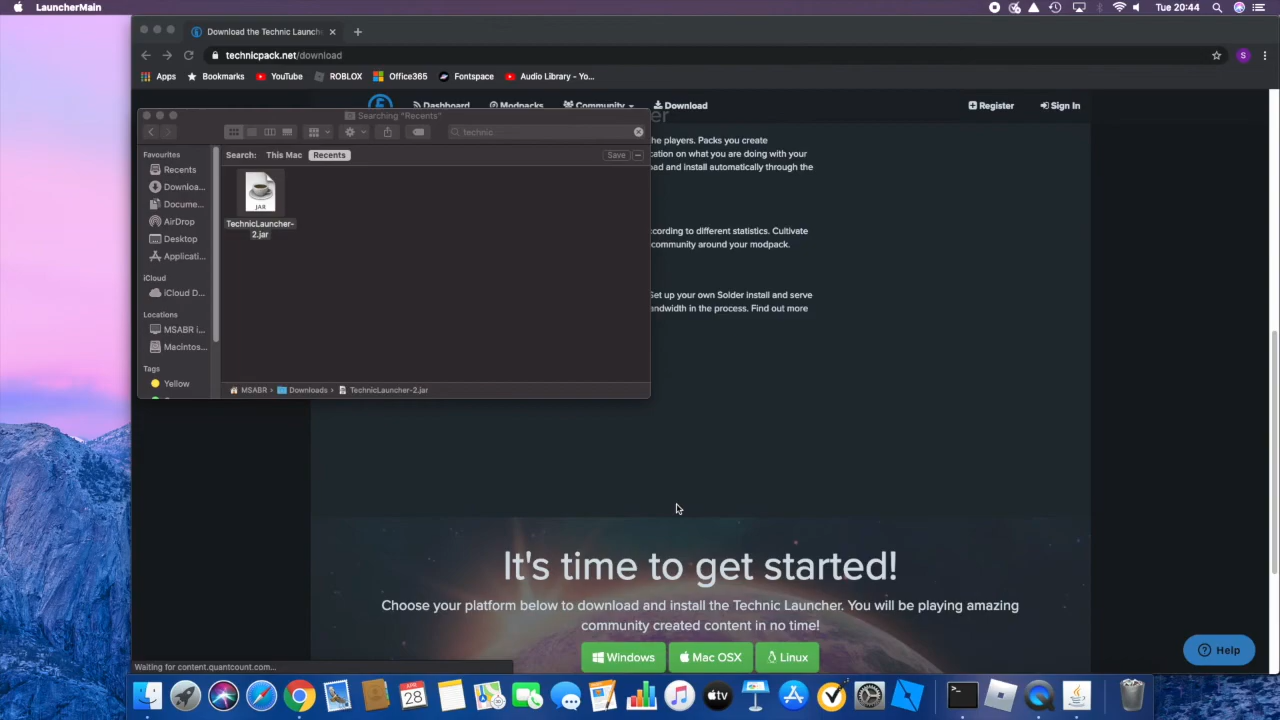 LauncherMain
Tue 20:44
Download the Technic Launch
technicpack.net/download
S
Apps
Bookmarks
YouTube
ROBLOX
Office365
Fontspace
Audio Library - Yo...
Dashboard
Modpacks
Community
Download
Register
Sign In
Searching "Recents"
er
he players. Packs you create
cation on what you are doing with your
oad and install automatically through the
technic
Search:
This Mac
Recents
Save
Favourites
Recents
Downloa...
Docume...
AirDrop
Desktop
Applicati...
iCloud
iCloud D...
Locations
MSABR i...
Macintos...
Tags
Yellow
JAR
TechnicLauncher-
2.jar
ccording to different statistics. Cultivate
community around your modpack.
Set up your own Solder install and serve
andwidth in the process. Find out more
MSABR
Downloads
TechnicLauncher-2.jar
It's time to get started!
Choose your platform below to download and install the Technic Launcher. You will be playing amazing
community created content in no time!
Windows
Mac OSX
Linux
Help
Waiting for content.quantcount.com...
APR
28
tv